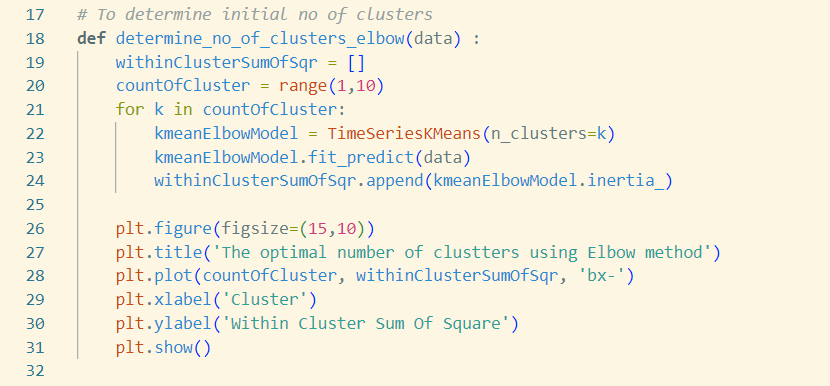 17 # To determine initial no of clusters
18 def determine_no_of_clusters_elbow(data) :
19     withinClusterSumOfSqr = []
20     countOfCluster = range(1,10)
21     for k in countOfCluster:
22         kmeanElbowModel = TimeSeriesKMeans(n_clusters=k)
23         kmeanElbowModel.fit_predict(data)
24         withinClusterSumOfSqr.append(kmeanElbowModel.inertia_)
25
26     plt.figure(figsize=(15,10))
27     plt.title('The optimal number of clustters using Elbow method')
28     plt.plot(countOfCluster, withinClusterSumOfSqr, 'bx-')
29     plt.xlabel('Cluster')
30     plt.ylabel('Within Cluster Sum Of Square')
31     plt.show()
32